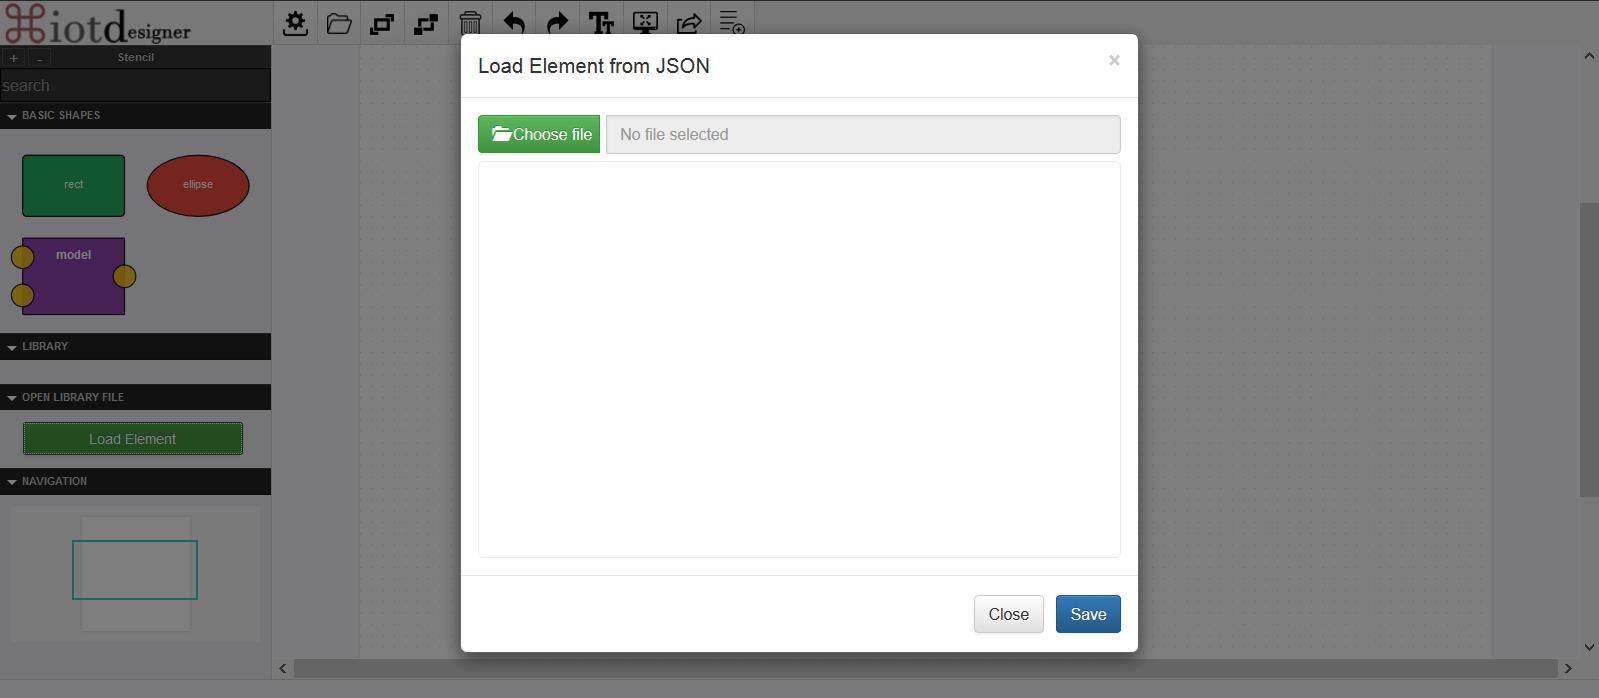 iotdesigner
+ - Stencil
search
BASIC SHAPES
rect
ellipse
model
LIBRARY
OPEN LIBRARY FILE
Load Element
NAVIGATION
Load Element from JSON
×
Choose file
No file selected
Close
Save